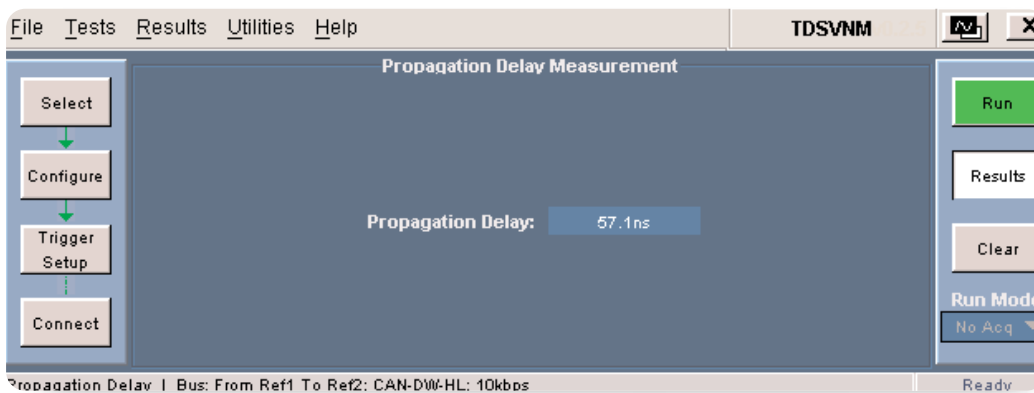 File Tests Results Utilities Help TDSVNM
Propagation Delay Measurement
Select
Configure
Trigger
Setup
Connect
Propagation Delay: 57.1ns
Run
Results
Clear
Run Mode
No Acq
Propagation Delay | Bus: From Ref1 To Ref2: CAN-DW-HL: 10kbps Ready